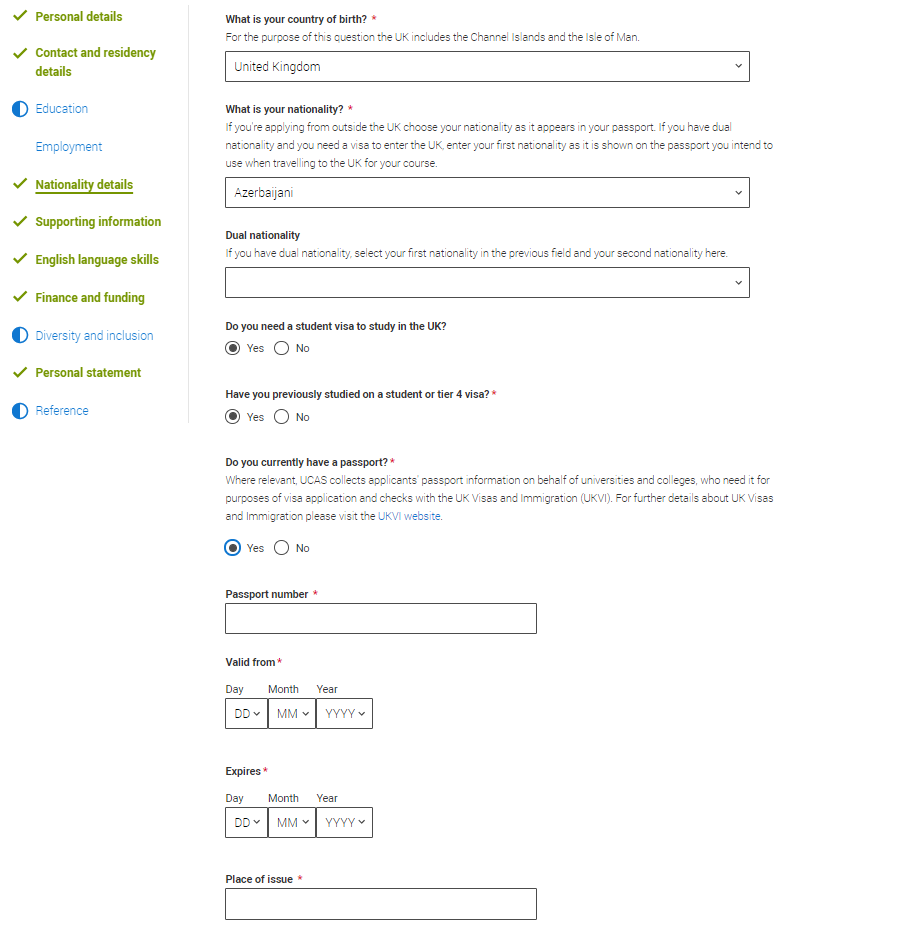 Personal details
Contact and residency
details
Education
Employment
Nationality details
Supporting information
English language skills
Finance and funding
Diversity and inclusion
Personal statement
Reference
What is your country of birth? *
For the purpose of this question the UK includes the Channel Islands and the Isle of Man.
United Kingdom
What is your nationality? *
If you're applying from outside the UK choose your nationality as it appears in your passport. If you have dual
nationality and you need a visa to enter the UK, enter your first nationality as it is shown on the passport you intend to
use when travelling to the UK for your course.
Azerbaijani
Dual nationality
If you have dual nationality, select your first nationality in the previous field and your second nationality here.
Do you need a student visa to study in the UK?
Yes No
Have you previously studied on a student or tier 4 visa? *
Yes No
Do you currently have a passport? *
Where relevant, UCAS collects applicants' passport information on behalf of universities and colleges, who need it for
purposes of visa application and checks with the UK Visas and Immigration (UKVI). For further details about UK Visas
and Immigration please visit the UKVI website.
Yes No
Passport number *
Valid from *
Day Month Year
DD MM YYYY
Expires *
Day Month Year
DD MM YYYY
Place of issue *